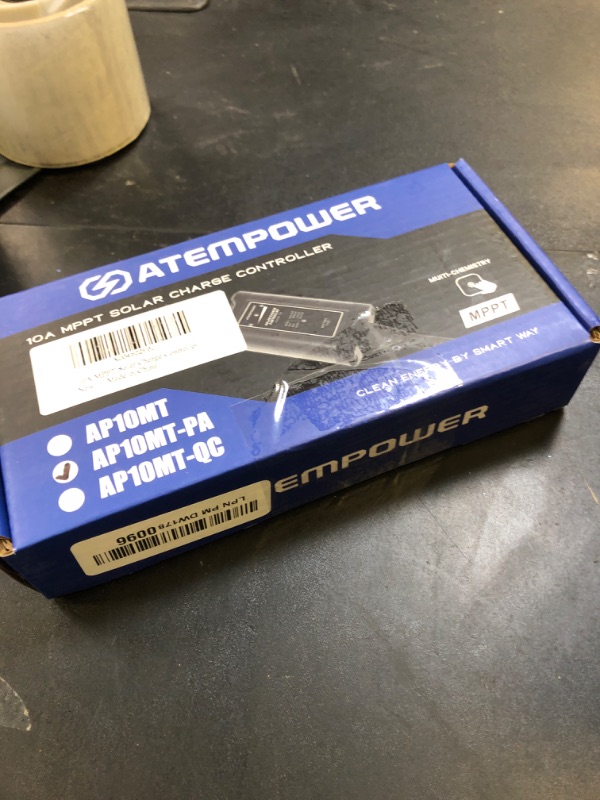 ATEMPOWER
10A MPPT SOLAR CHARGE CONTROLLER
MULTI-CHEMISTRY
MPPT
CLEAN ENERGY BY SMART WAY
AP10MT
AP10MT-PA
AP10MT-QC
EMPOWER
LPN PM DW178 0096